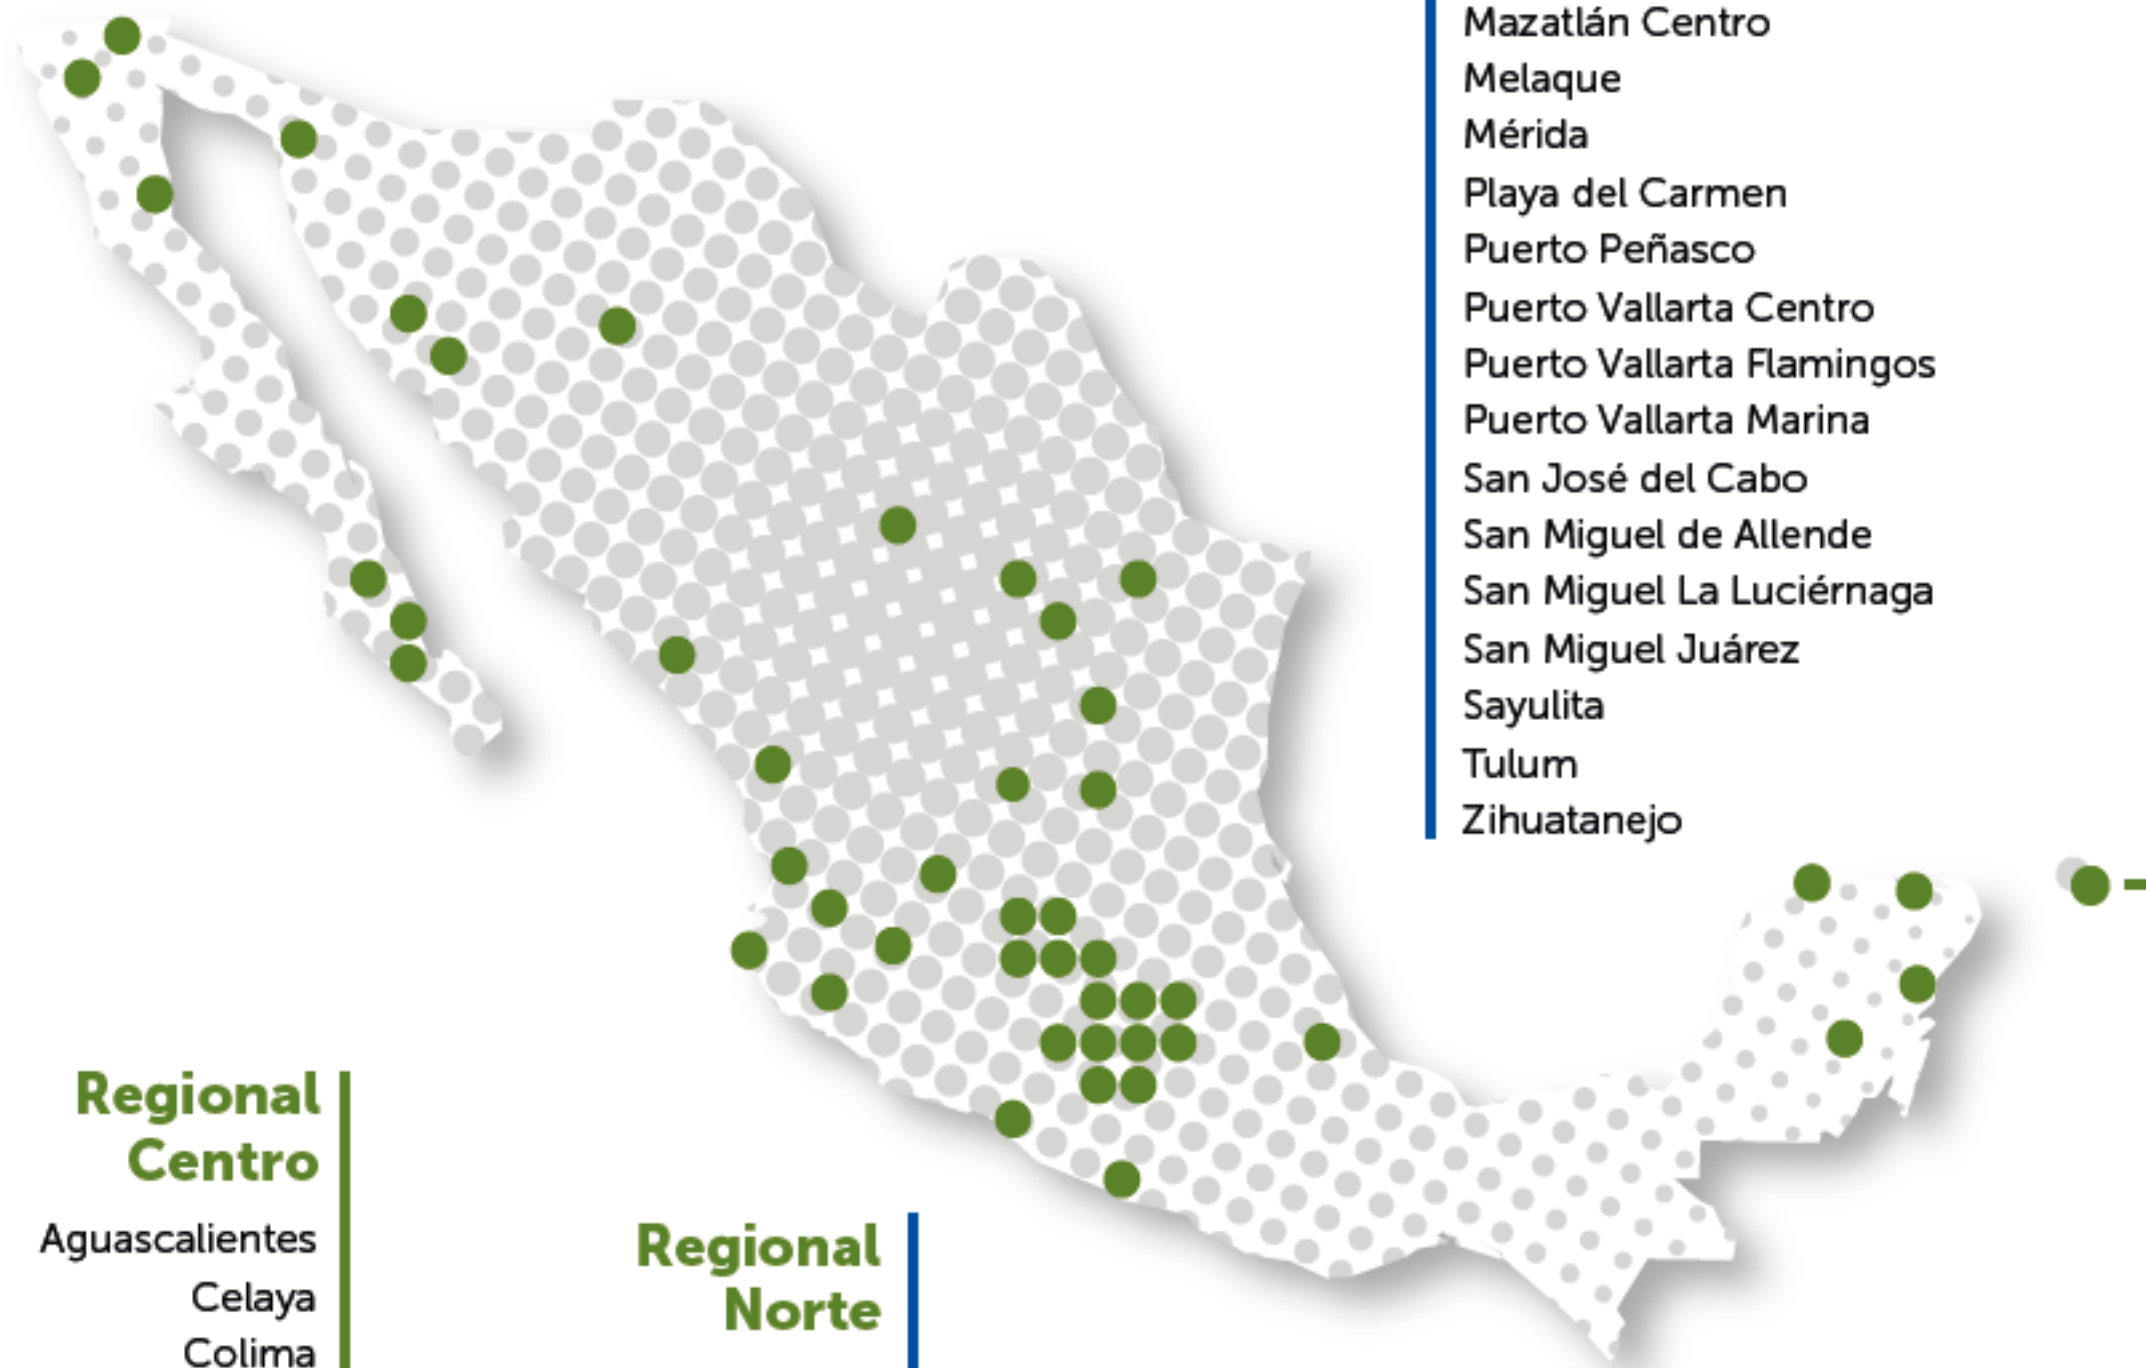 Mazatlán Centro
Melaque
Mérida
Playa del Carmen
Puerto Peñasco
Puerto Vallarta Centro
Puerto Vallarta Flamingos
Puerto Vallarta Marina
San José del Cabo
San Miguel de Allende
San Miguel La Luciérnaga
San Miguel Juárez
Sayulita
Tulum
Zihuatanejo
Regional
Centro
Aguascalientes
Celaya
Colima
Regional
Norte